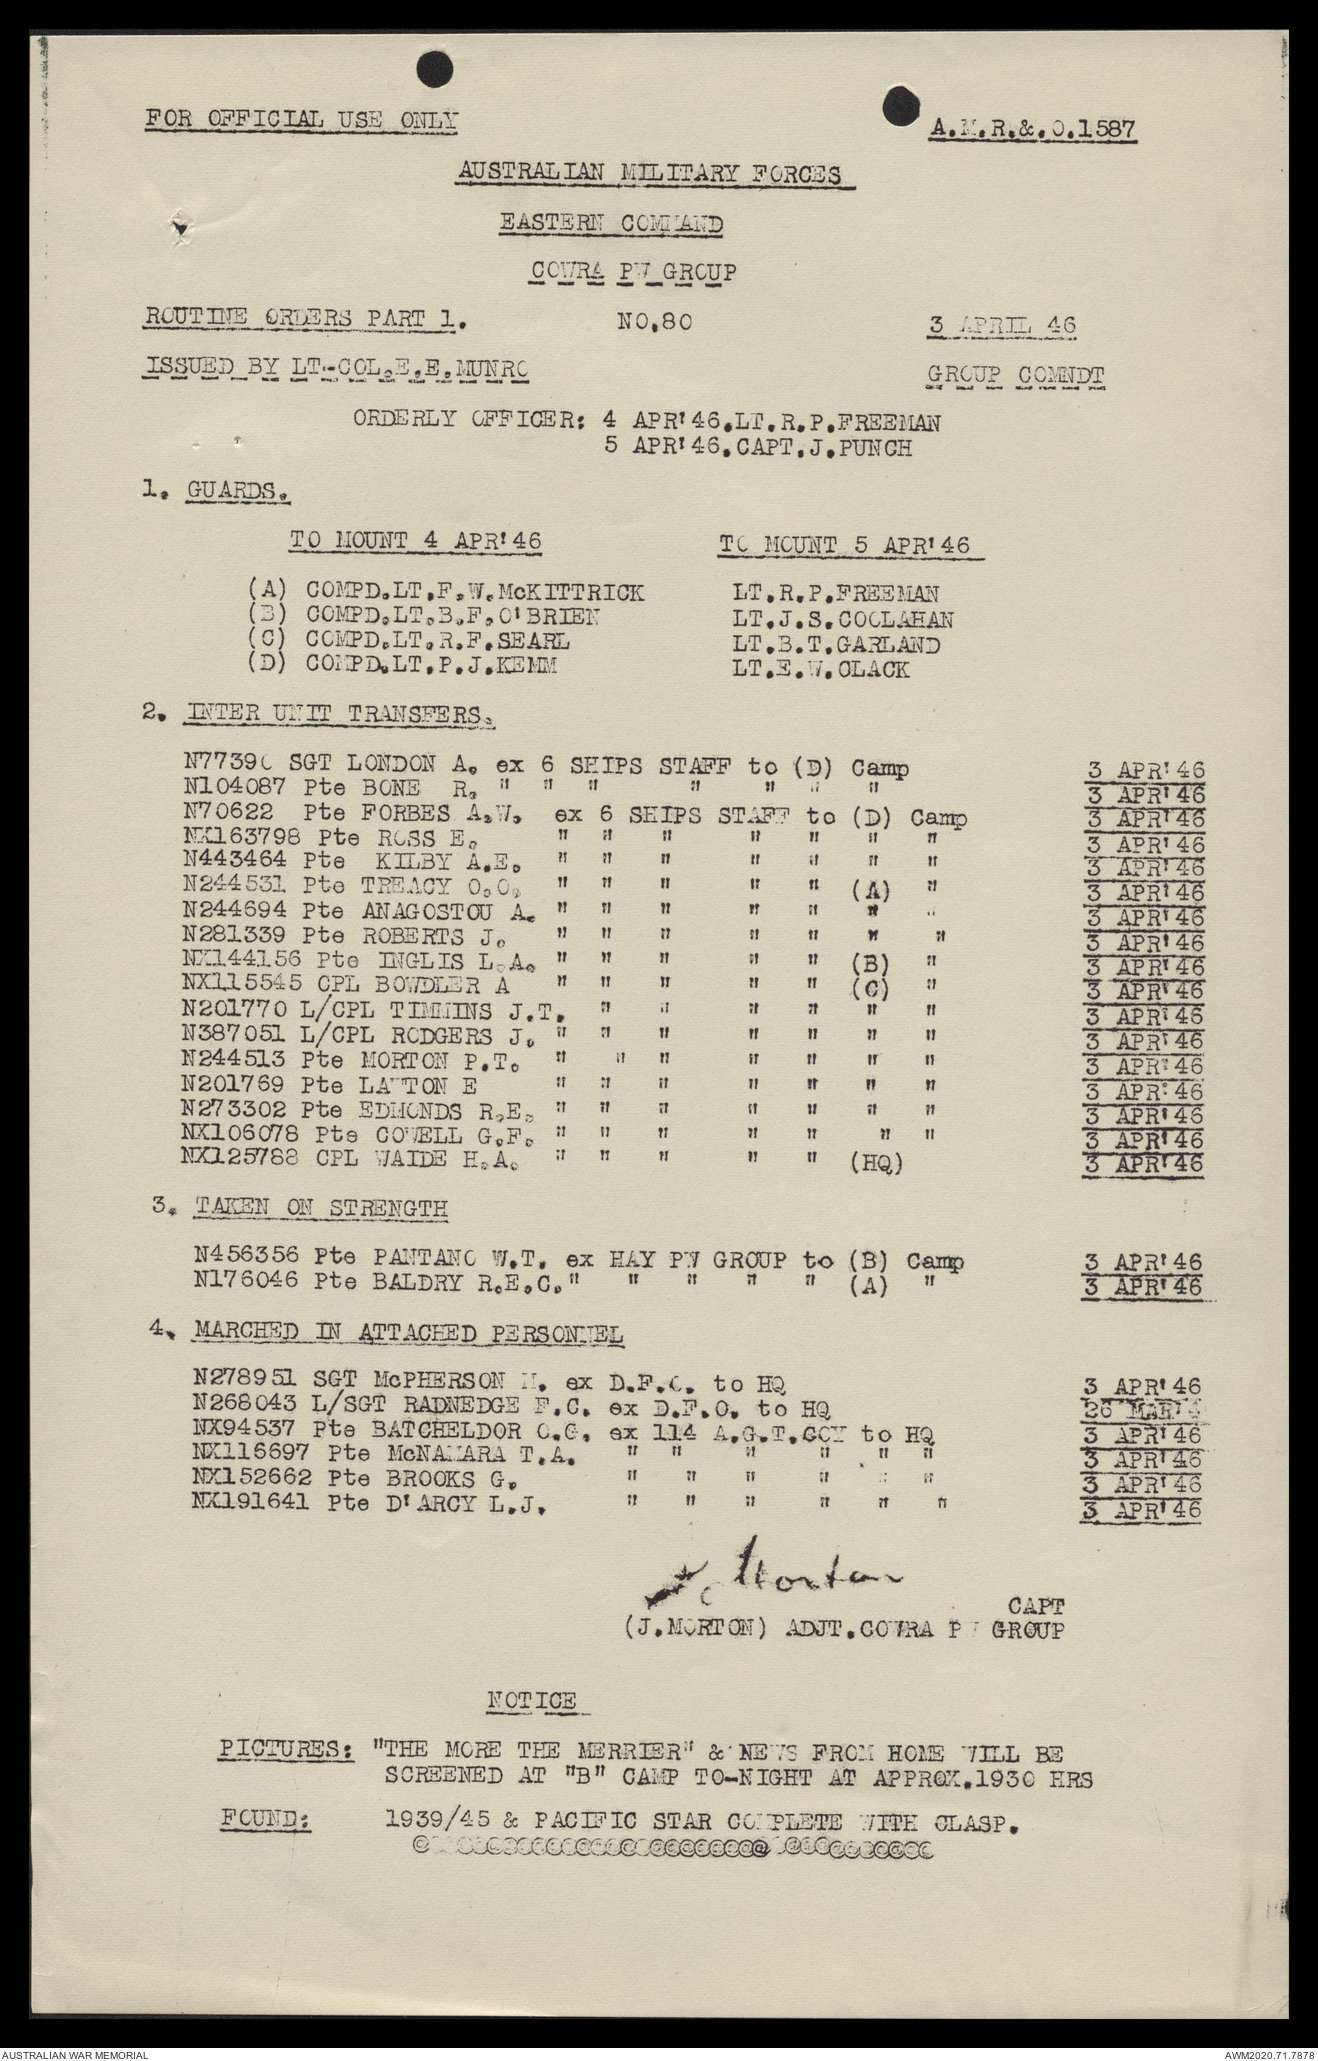 FOR OFFICIAL USE ONLY
A.M.R.&.O.1587
AUSTRALIAN MILITARY FORCES
EASTERN COMMAND
COWRA PW GROUP
ROUTINE ORDERS PART 1. NO.80 3 APRIL 46
ISSUED BY LT-COL.E.E.MUNRO GROUP COMNDT
ORDERLY OFFICER: 4 APR'46.LT.R.P.FREEMAN
5 APR'46.CAPT.J.PUNCH
1. GUARDS.
TO MOUNT 4 APR'46 TO MOUNT 5 APR'46
(A) COMPD.LT.F.W.McKITTRICK LT.R.P.FREEMAN
(B) COMPD.LT.B.F.O'BRIEN LT.J.S.COOLAHAN
(C) COMPD.LT.R.F.SEARL LT.B.T.GARLAND
(D) COMPD.LT.P.J.KEMM LT.E.W.CLACK
2. INTER UNIT TRANSFERS.
N77390 SGT LONDON A. ex 6 SHIPS STAFF to (D) Camp 3 APR'46
N104087 Pte BONE R. " " " " " " " 3 APR'46
N70622 Pte FORBES A.W. ex 6 SHIPS STAFF to (D) Camp 3 APR'46
NX163798 Pte ROSS E. " " " " " " " 3 APR'46
N443464 Pte KILBY A.E. " " " " " " " 3 APR'46
N244531 Pte TREACY O.O. " " " " " (A) " 3 APR'46
N244694 Pte ANAGOSTOU A. " " " " " " " 3 APR'46
N281339 Pte ROBERTS J. " " " " " " " 3 APR'46
NX144156 Pte INGLIS L.A. " " " " " (B) " 3 APR'46
NX115545 CPL BOWDLER A " " " " " (C) " 3 APR'46
N201770 L/CPL TIMMINS J.T. " " " " " " 3 APR'46
N387051 L/CPL RODGERS J. " " " " " " " 3 APR'46
N244513 Pte MORTON P.T. " " " " " " " 3 APR'46
N201769 Pte LAWTON E " " " " " " " 3 APR'46
N273302 Pte EDMONDS R.E. " " " " " " " 3 APR'46
NX106078 Pte COWELL G.F. " " " " " " " 3 APR'46
NX125788 CPL WAIDE H.A. " " " " " (HQ) 3 APR'46
3. TAKEN ON STRENGTH
N456356 Pte PANTANO W.T. ex HAY PW GROUP to (B) Camp 3 APR'46
N176046 Pte BALDRY R.E.C." " " " " (A) " 3 APR'46
4. MARCHED IN ATTACHED PERSONNEL
N278951 SGT McPHERSON H. ex D.F.O. to HQ 3 APR'46
N268043 L/SGT RADNEDGE F.C. ex D.F.O. to HQ 26 MAR'4
NX94537 Pte BATCHELDOR C.G. ex 114 A.G.T.COY to HQ 3 APR'46
NX116697 Pte McNAMARA T.A. " " " " " " 3 APR'46
NX152662 Pte BROOKS G. " " " " " " 3 APR'46
NX191641 Pte D'ARCY L.J. " " " " " " 3 APR'46
J. Morton
CAPT
(J.MORTON) ADJT.COWRA PW GROUP
NOTICE
PICTURES: "THE MORE THE MERRIER" & NEWS FROM HOME WILL BE
SCREENED AT "B" CAMP TO-NIGHT AT APPROX.1930 HRS
FOUND: 1939/45 & PACIFIC STAR COMPLETE WITH CLASP.
AUSTRALIAN WAR MEMORIAL
AWM2020.71.7878